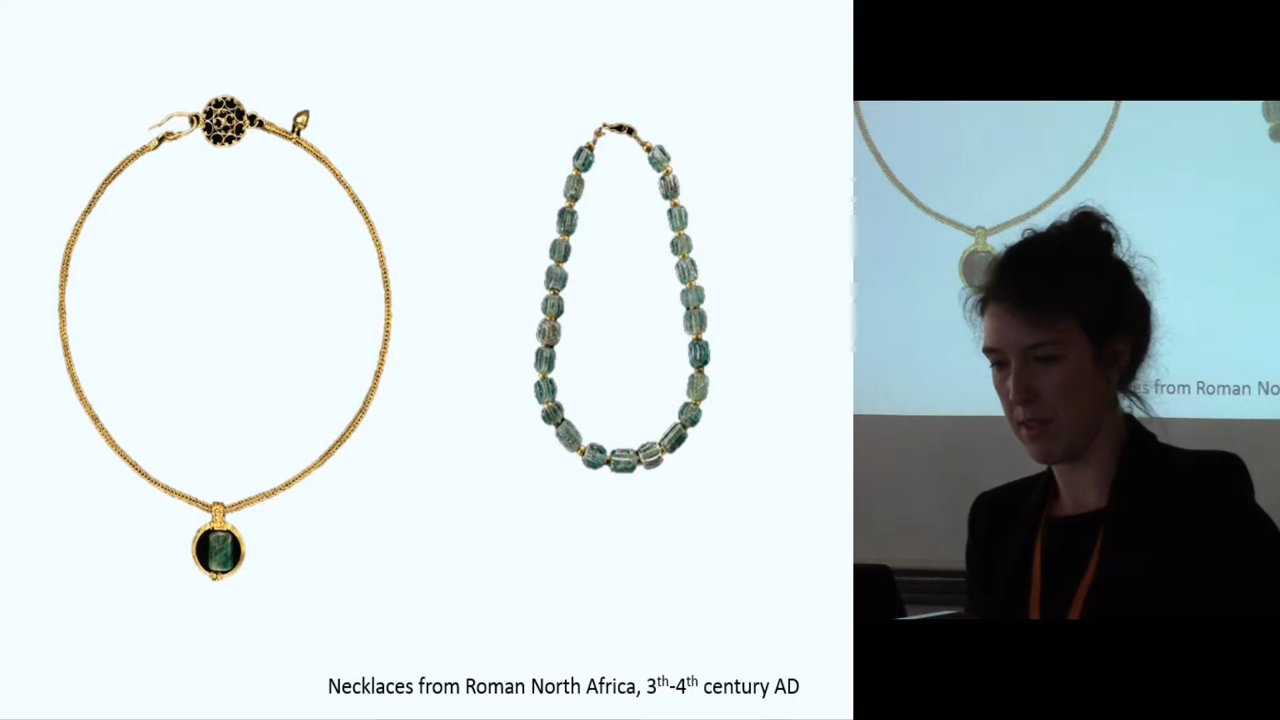 Necklaces from Roman North Africa, 3th-4th century AD
es from Roman No